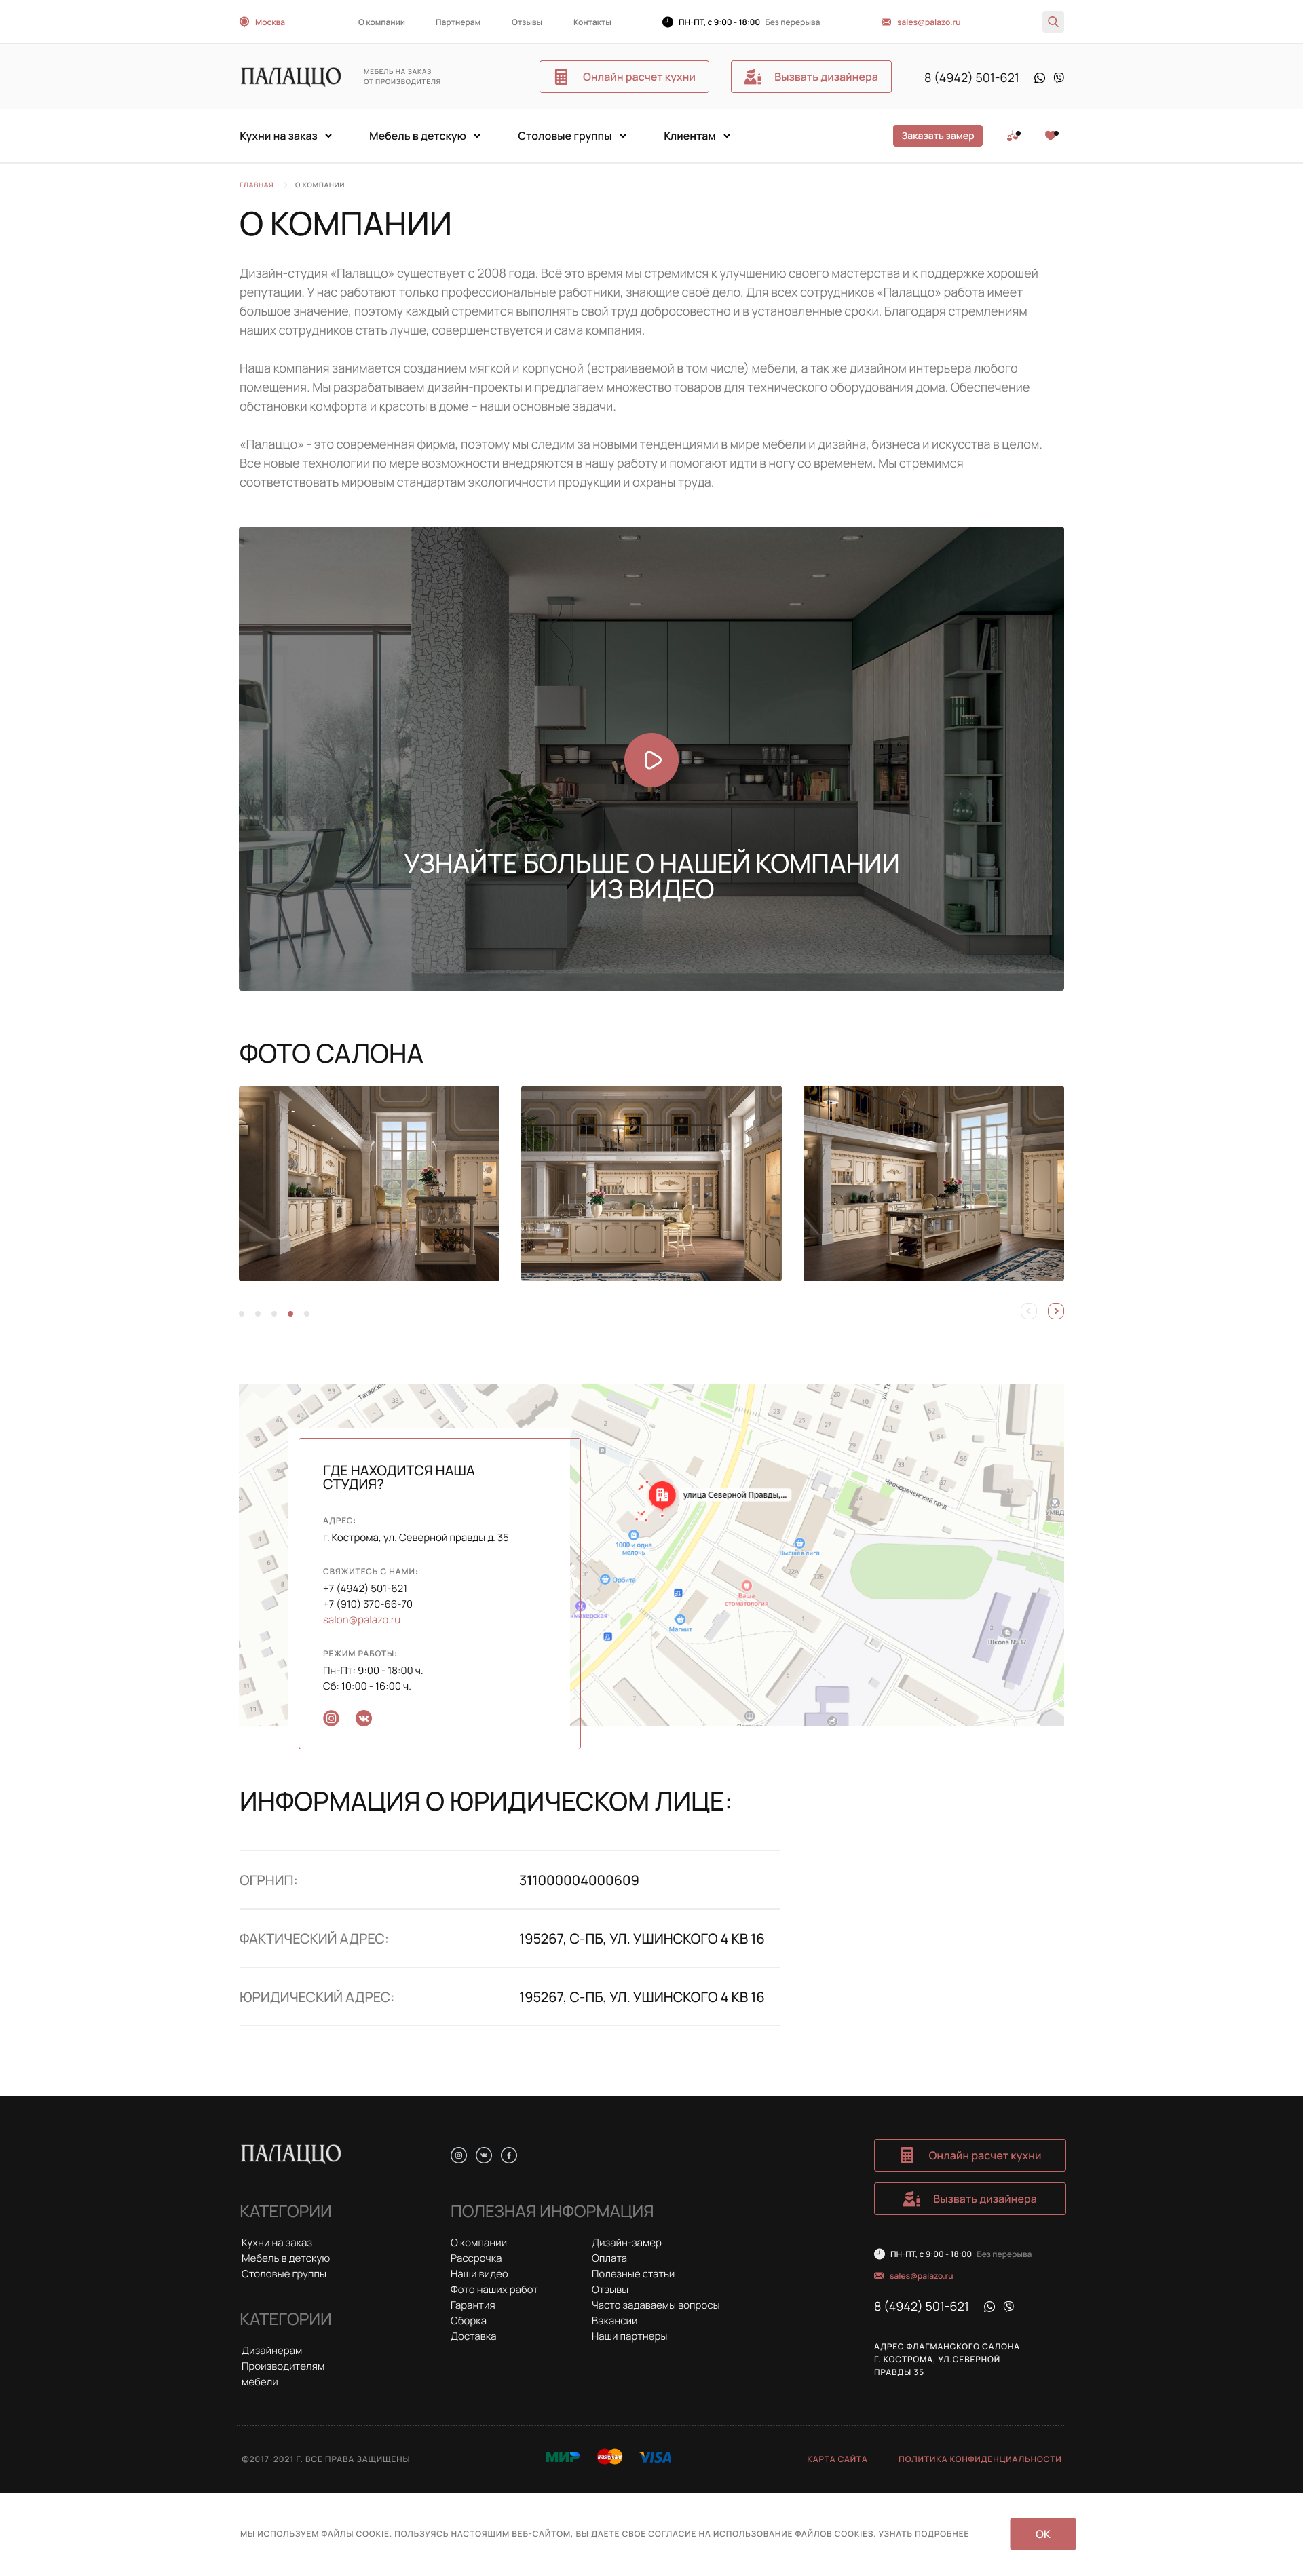 Москва
О компании
Партнерам
Отзывы
Контакты
ПН-ПТ, с 9:00 - 18:00 Без перерыва
sales@palazo.ru
ПАЛАЦЦО
МЕБЕЛЬ НА ЗАКАЗ
ОТ ПРОИЗВОДИТЕЛЯ
Онлайн расчет кухни
Вызвать дизайнера
8 (4942) 501-621
Кухни на заказ
Мебель в детскую
Столовые группы
Клиентам
Заказать замер
ГЛАВНАЯ
О КОМПАНИИ
О КОМПАНИИ
Дизайн-студия «Палаццо» существует с 2008 года. Всё это время мы стремимся к улучшению своего мастерства и к поддержке хорошей
репутации. У нас работают только профессиональные работники, знающие своё дело. Для всех сотрудников «Палаццо» работа имеет
большое значение, поэтому каждый стремится выполнять свой труд добросовестно и в установленные сроки. Благодаря стремлениям
наших сотрудников стать лучше, совершенствуется и сама компания.
Наша компания занимается созданием мягкой и корпусной (встраиваемой в том числе) мебели, а так же дизайном интерьера любого
помещения. Мы разрабатываем дизайн-проекты и предлагаем множество товаров для технического оборудования дома. Обеспечение
обстановки комфорта и красоты в доме – наши основные задачи.
«Палаццо» - это современная фирма, поэтому мы следим за новыми тенденциями в мире мебели и дизайна, бизнеса и искусства в целом.
Все новые технологии по мере возможности внедряются в нашу работу и помогают идти в ногу со временем. Мы стремимся
соответствовать мировым стандартам экологичности продукции и охраны труда.
УЗНАЙТЕ БОЛЬШЕ О НАШЕЙ КОМПАНИИ
ИЗ ВИДЕО
ФОТО САЛОНА
ГДЕ НАХОДИТСЯ НАША
СТУДИЯ?
АДРЕС:
г. Кострома, ул. Северной правды д. 35
СВЯЖИТЕСЬ С НАМИ:
+7 (4942) 501-621
+7 (910) 370-66-70
salon@palazo.ru
РЕЖИМ РАБОТЫ:
Пн-Пт: 9:00 - 18:00 ч.
Сб: 10:00 - 16:00 ч.
улица Северной Правды,...
1000 и одна
мелочь
Орбита
Высшая лига
Ваша
стоматология
Магнит
Школа № 17
Черноречен­ский пр-д
ИНФОРМАЦИЯ О ЮРИДИЧЕСКОМ ЛИЦЕ:
ОГРНИП:
311000004000609
ФАКТИЧЕСКИЙ АДРЕС:
195267, С-ПБ, УЛ. УШИНСКОГО 4 КВ 16
ЮРИДИЧЕСКИЙ АДРЕС:
195267, С-ПБ, УЛ. УШИНСКОГО 4 КВ 16
ПАЛАЦЦО
КАТЕГОРИИ
Кухни на заказ
Мебель в детскую
Столовые группы
КАТЕГОРИИ
Дизайнерам
Производителям
мебели
ПОЛЕЗНАЯ ИНФОРМАЦИЯ
О компании
Рассрочка
Наши видео
Фото наших работ
Гарантия
Сборка
Доставка
Дизайн-замер
Оплата
Полезные статьи
Отзывы
Часто задаваемы вопросы
Вакансии
Наши партнеры
Онлайн расчет кухни
Вызвать дизайнера
ПН-ПТ, с 9:00 - 18:00 Без перерыва
sales@palazo.ru
8 (4942) 501-621
АДРЕС ФЛАГМАНСКОГО САЛОНА
Г. КОСТРОМА, УЛ.СЕВЕРНОЙ
ПРАВДЫ 35
©2017-2021 Г. ВСЕ ПРАВА ЗАЩИЩЕНЫ
МИР
MasterCard
VISA
КАРТА САЙТА
ПОЛИТИКА КОНФИДЕНЦИАЛЬНОСТИ
МЫ ИСПОЛЬЗУЕМ ФАЙЛЫ COOKIE. ПОЛЬЗУЯСЬ НАСТОЯЩИМ ВЕБ-САЙТОМ, ВЫ ДАЕТЕ СВОЕ СОГЛАСИЕ НА ИСПОЛЬЗОВАНИЕ ФАЙЛОВ COOKIES. УЗНАТЬ ПОДРОБНЕЕ
ОК